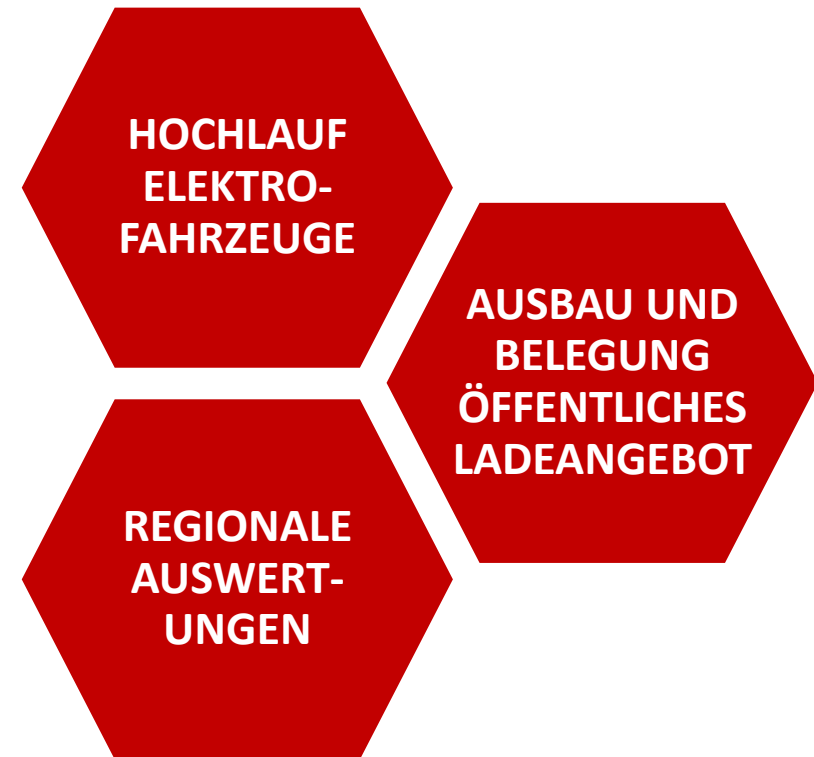 HOCHLAUF
ELEKTRO-
FAHRZEUGE
AUSBAU UND
BELEGUNG
ÖFFENTLICHES
LADEANGEBOT
REGIONALE
AUSWERT-
UNGEN